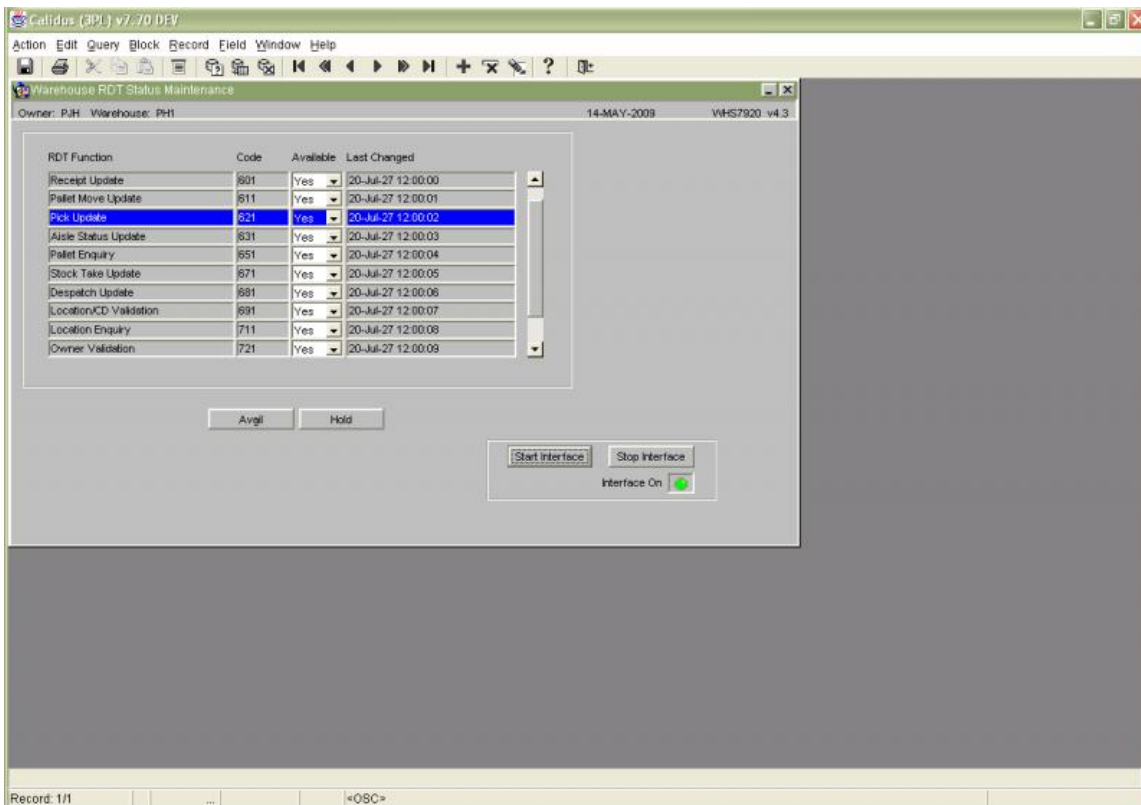 Calidus (3PL) v7.70 DEV
Action Edit Query Block Record Field Window Help
Warehouse RDT Status Maintenance
Owner: PJH Warehouse: PH1 14-MAY-2009 WHS7920 v4.3
RDT Function Code Available Last Changed
Receipt Update 601 Yes 20-Jul-27 12:00:00
Pallet Move Update 611 Yes 20-Jul-27 12:00:01
Pick Update 621 Yes 20-Jul-27 12:00:02
Aisle Status Update 631 Yes 20-Jul-27 12:00:03
Pallet Enquiry 651 Yes 20-Jul-27 12:00:04
Stock Take Update 671 Yes 20-Jul-27 12:00:05
Despatch Update 681 Yes 20-Jul-27 12:00:06
Location/CD Validation 691 Yes 20-Jul-27 12:00:07
Location Enquiry 711 Yes 20-Jul-27 12:00:08
Owner Validation 721 Yes 20-Jul-27 12:00:09
Avail Hold
Start Interface Stop Interface
Interface On
Record: 1/1 ... <OSC>